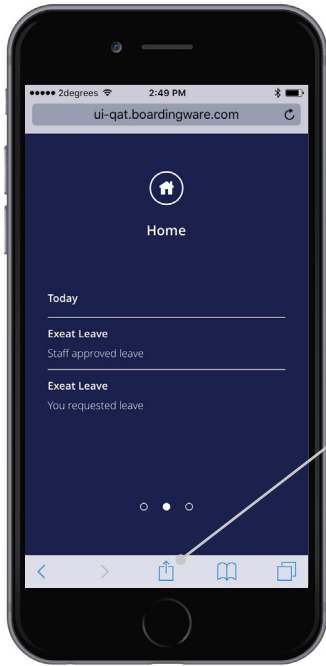 2degrees
2:49 PM
ui-qat.boardingware.com
Home
Today
Exeat Leave
Staff approved leave
Exeat Leave
You requested leave